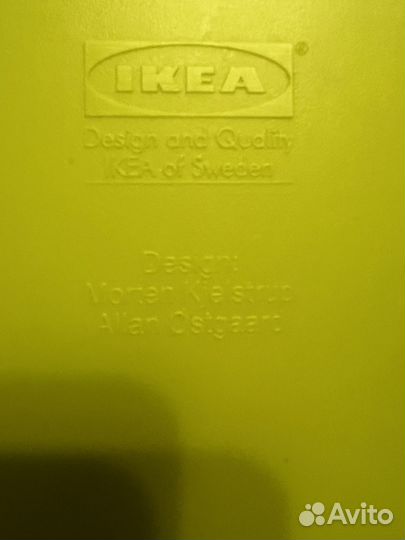 IKEA®
Design and Quality
IKEA of Sweden
Design:
Morten Kjelstrup
Allan Ostgaard
Avito